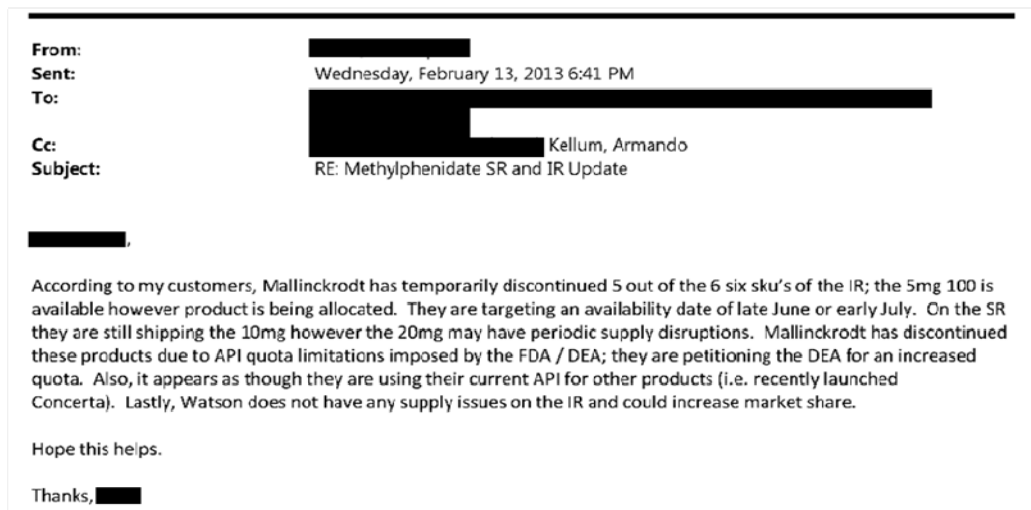 From:
Sent: Wednesday, February 13, 2013 6:41 PM
To:
Cc: Kellum, Armando
Subject: RE: Methylphenidate SR and IR Update
,
According to my customers, Mallinckrodt has temporarily discontinued 5 out of the 6 six sku's of the IR; the 5mg 100 is
available however product is being allocated. They are targeting an availability date of late June or early July. On the SR
they are still shipping the 10mg however the 20mg may have periodic supply disruptions. Mallinckrodt has discontinued
these products due to API quota limitations imposed by the FDA / DEA; they are petitioning the DEA for an increased
quota. Also, it appears as though they are using their current API for other products (i.e. recently launched
Concerta). Lastly, Watson does not have any supply issues on the IR and could increase market share.
Hope this helps.
Thanks,